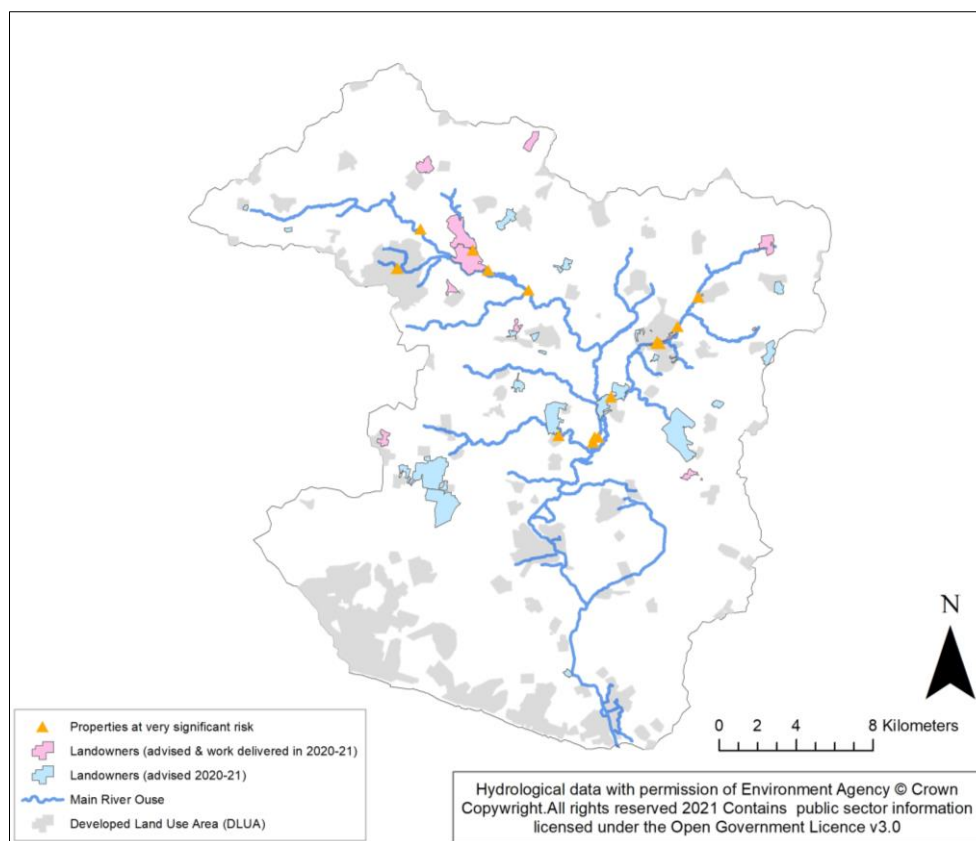 N
0 2 4 8 Kilometers
Properties at very significant risk
Landowners (advised & work delivered in 2020-21)
Landowners (advised 2020-21)
Main River Ouse
Developed Land Use Area (DLUA)
Hydrological data with permission of Environment Agency © Crown
Copywright.All rights reserved 2021 Contains public sector information
licensed under the Open Government Licence v3.0